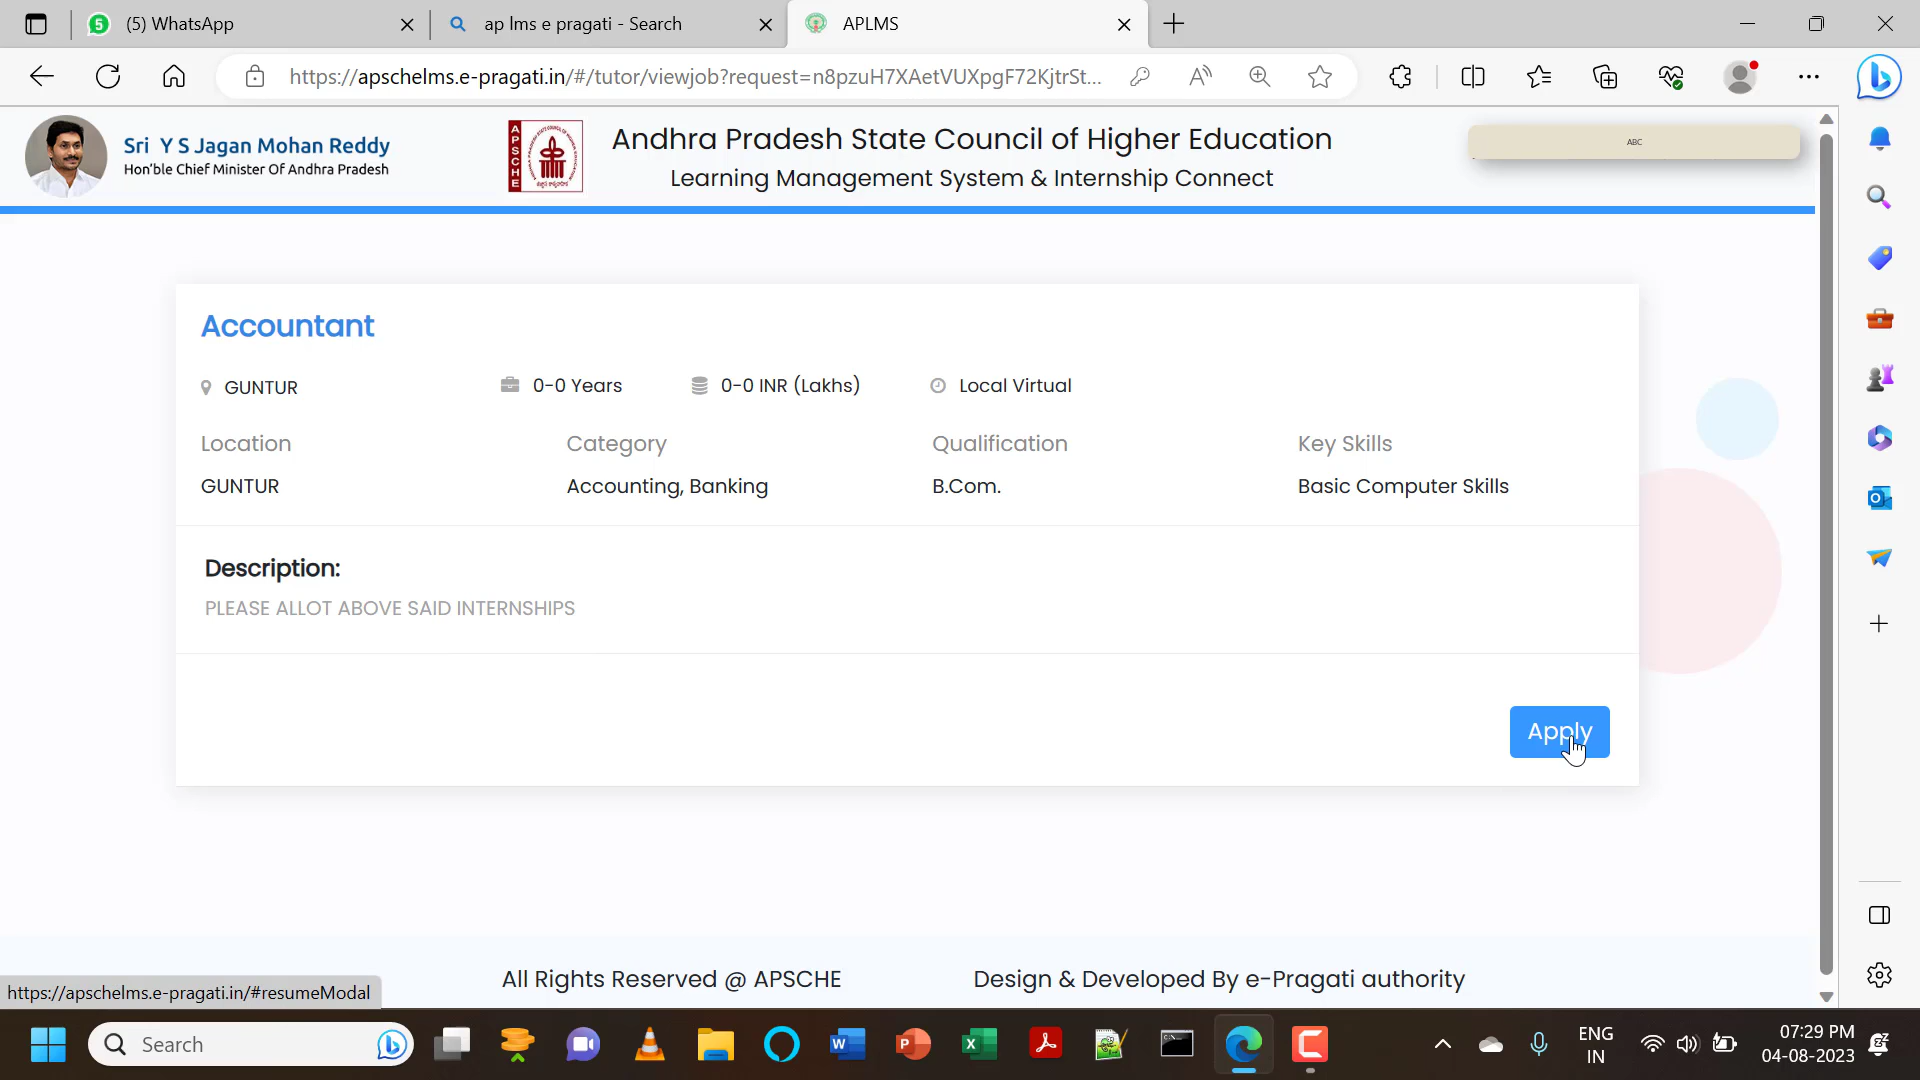 (5) WhatsApp
ap lms e pragati - Search
APLMS
https://apschelms.e-pragati.in/#/tutor/viewjob?request=n8pzuH7XAetVUXpgF72KjtrSt...
Sri Y S Jagan Mohan Reddy
Hon'ble Chief Minister Of Andhra Pradesh
APSCHE
Andhra Pradesh State Council of Higher Education
Learning Management System & Internship Connect
ABC
Accountant
GUNTUR
0-0 Years
0-0 INR (Lakhs)
Local Virtual
Location
Category
Qualification
Key Skills
GUNTUR
Accounting, Banking
B.Com.
Basic Computer Skills
Description:
PLEASE ALLOT ABOVE SAID INTERNSHIPS
Apply
All Rights Reserved @ APSCHE
Design & Developed By e-Pragati authority
https://apschelms.e-pragati.in/#resumeModal
Search
ENG
IN
07:29 PM
04-08-2023